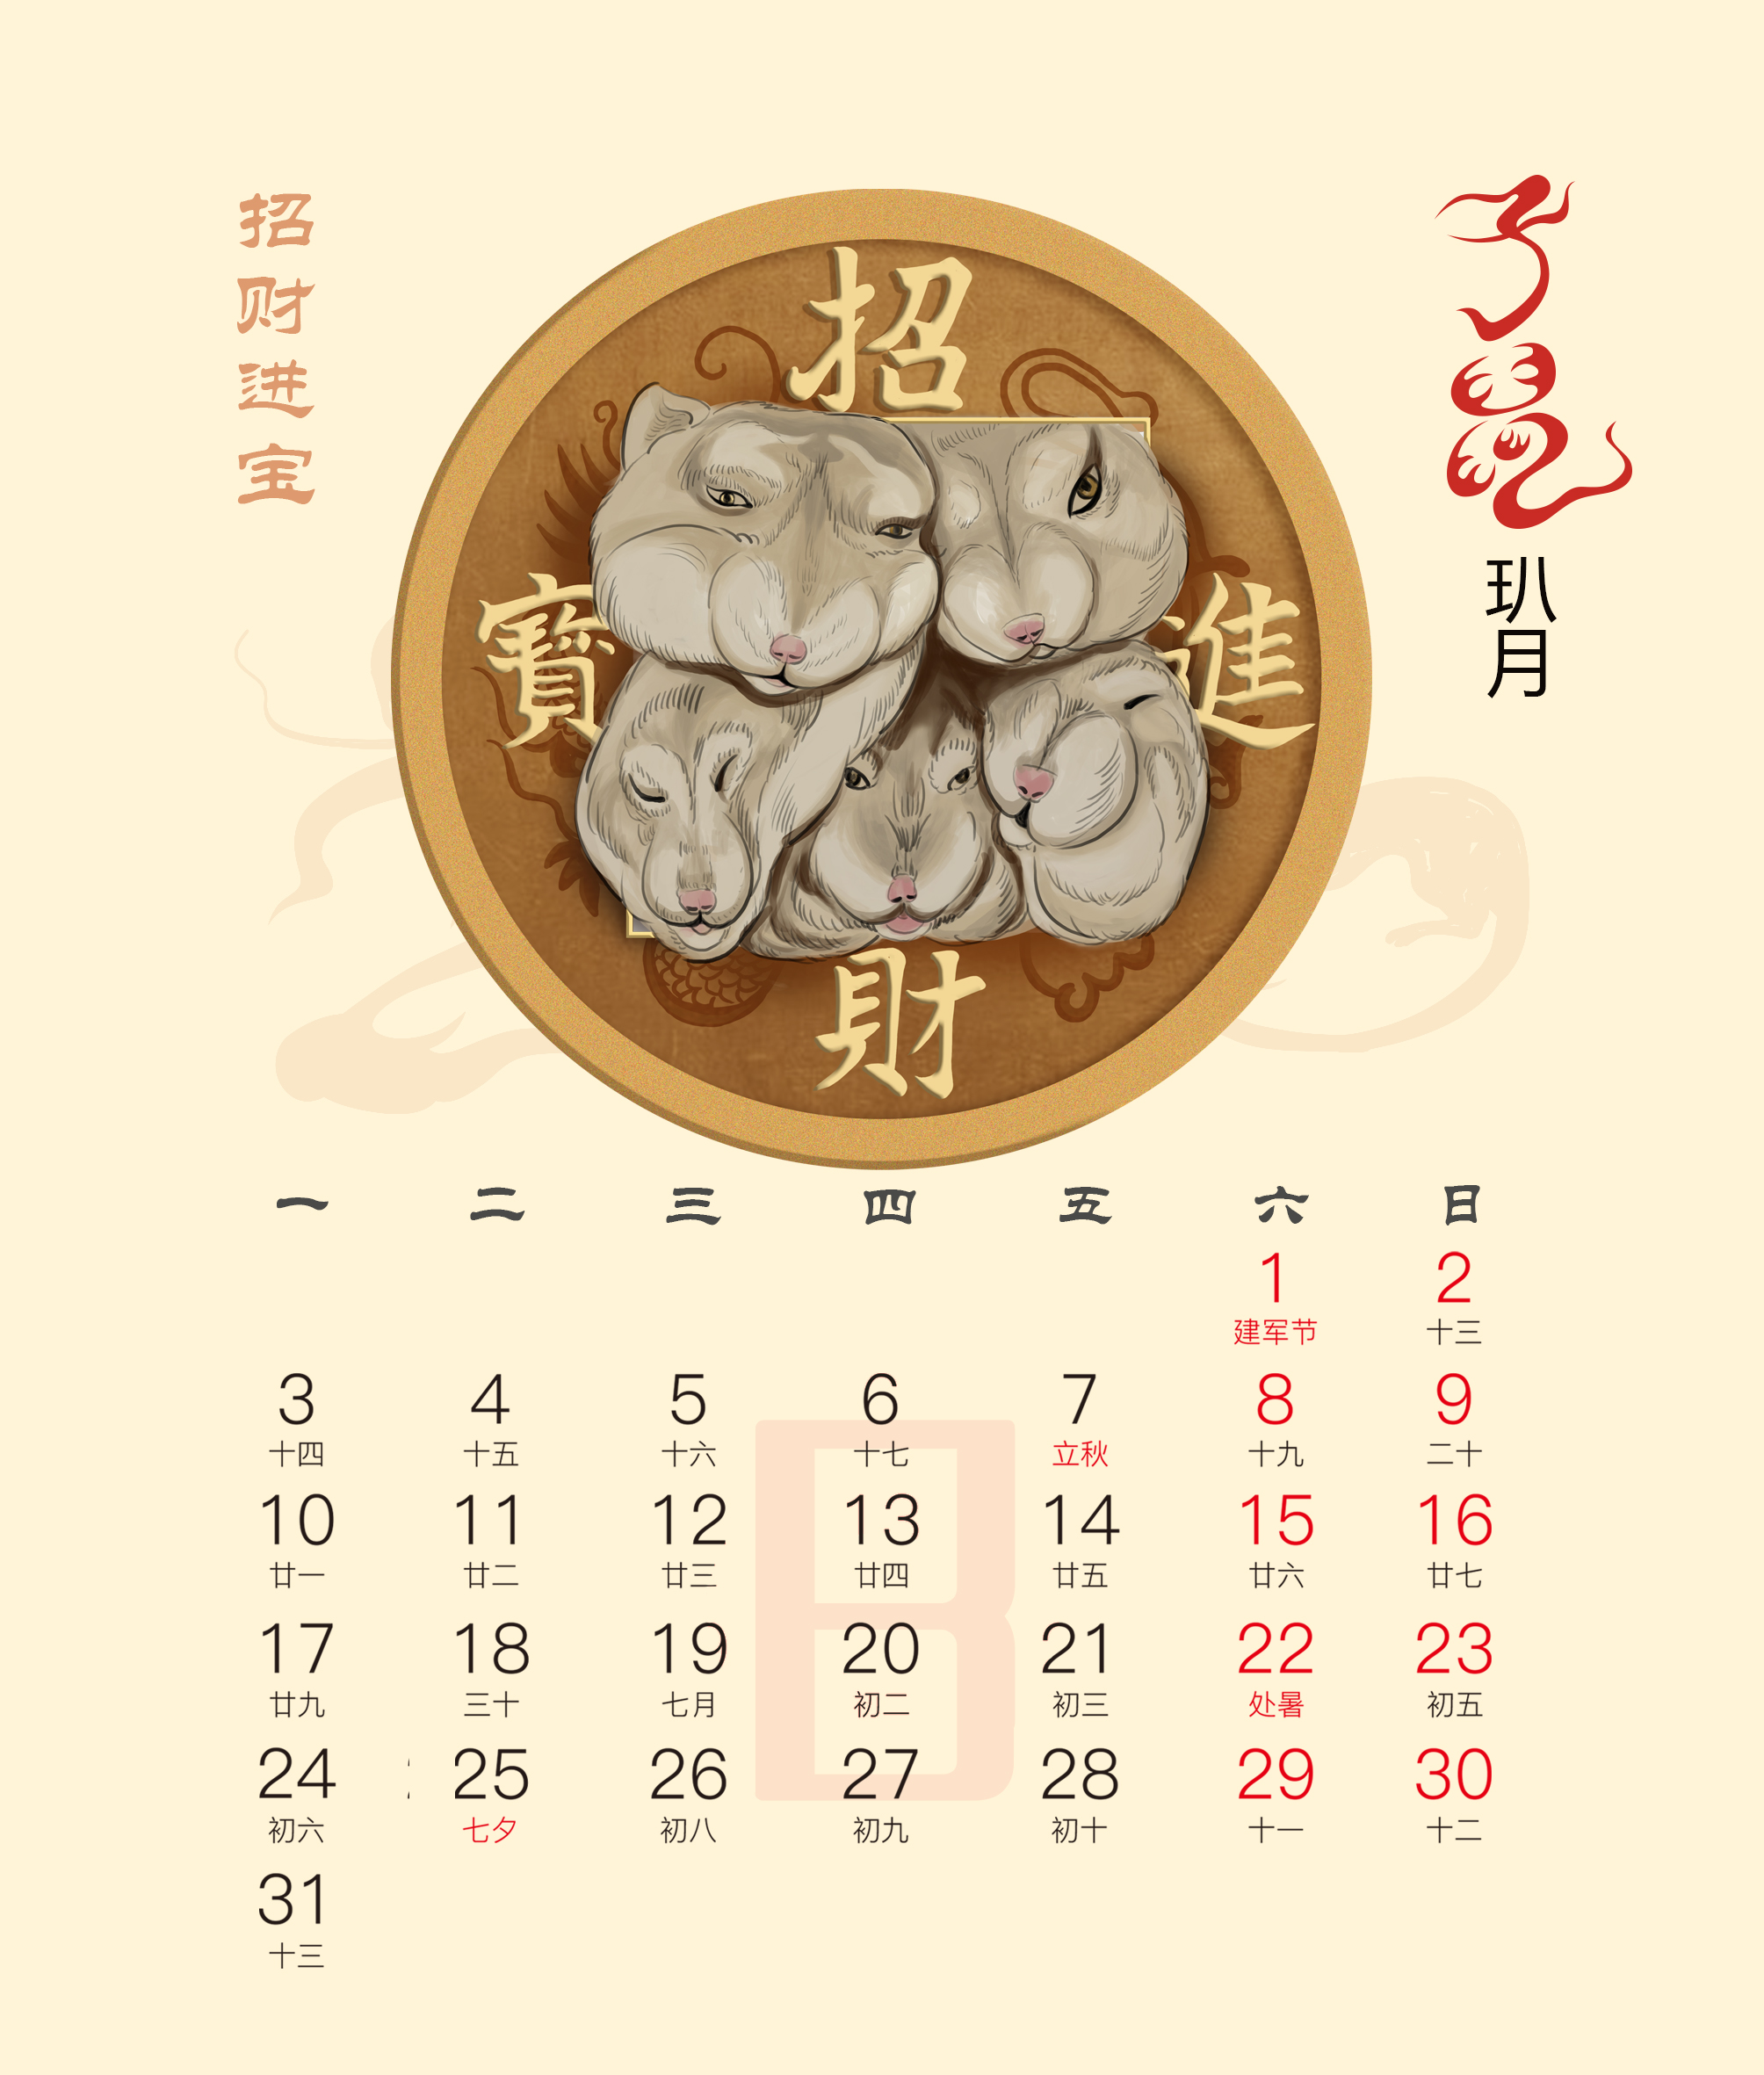 招财进宝
子鼠
玐月
招
寶
進
財
一 二 三 四 五 六 日
1 2
建军节 十三
3 4 5 6 7 8 9
十四 十五 十六 十七 立秋 十九 二十
10 11 12 13 14 15 16
廿一 廿二 廿三 廿四 廿五 廿六 廿七
17 18 19 20 21 22 23
廿九 三十 七月 初二 初三 处暑 初五
24 25 26 27 28 29 30
初六 七夕 初八 初九 初十 十一 十二
31
十三